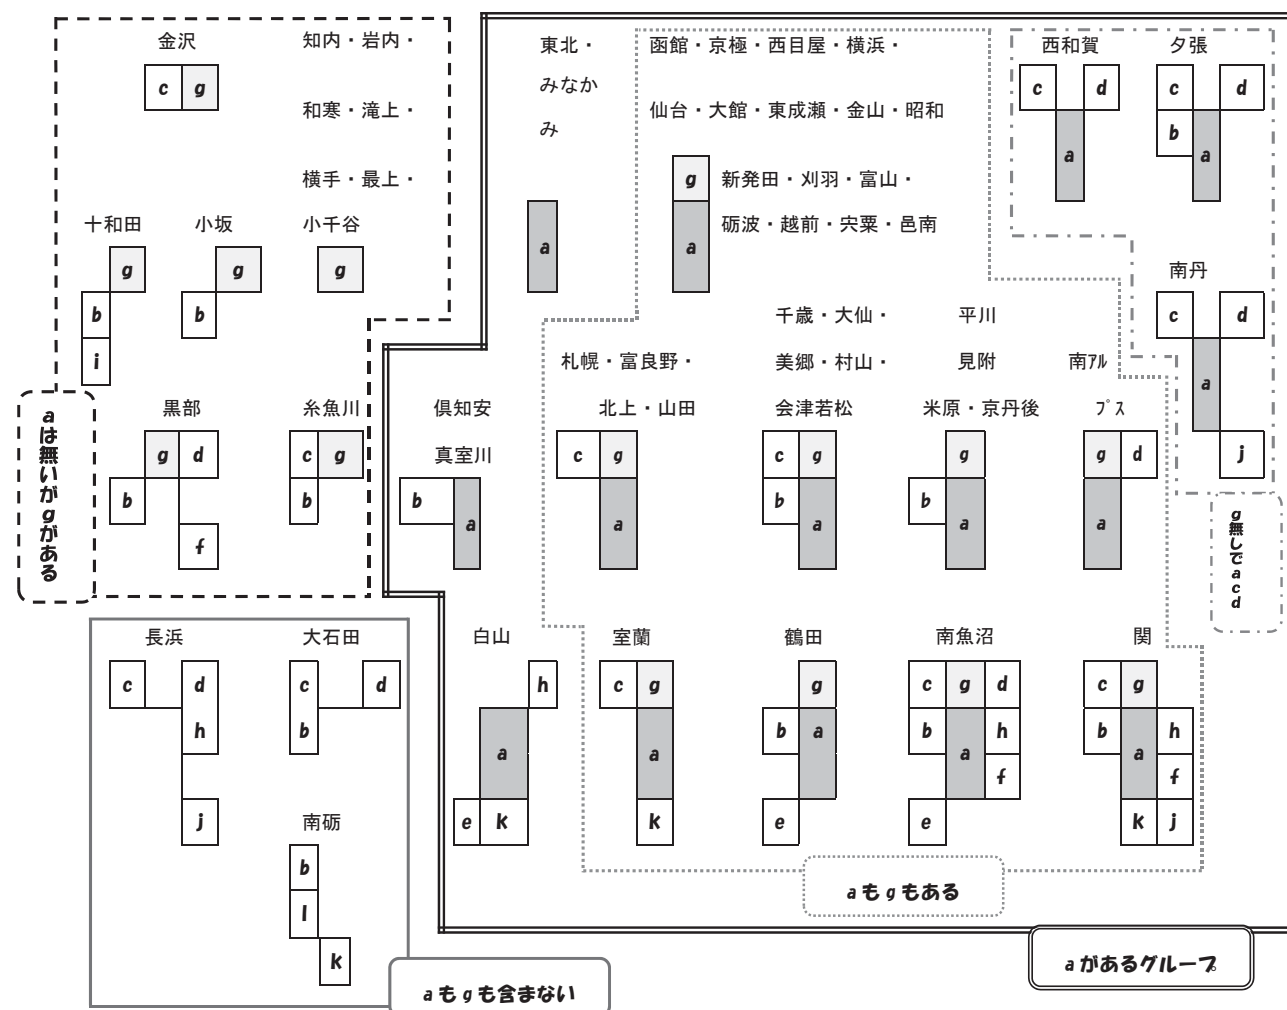 金沢
知内・岩内・
和寒・滝上・
横手・最上・
c g
十和田
小坂
小千谷
g
g
g
b
b
i
黒部
糸魚川
g d
c g
b
b
f
aは無いがgがある
東北・
みなか
み
a
函館・京極・西目屋・横浜・
仙台・大館・東成瀬・金山・昭和
g
新発田・刈羽・富山・
a
砺波・越前・宍粟・邑南
西和賀
夕張
c d
c d
b
a
a
南丹
c d
a
j
g無しでacd
倶知安
真室川
b
a
札幌・富良野・
北上・山田
c g
a
千歳・大仙・
美郷・村山・
会津若松
c g
b
a
平川
見附
米原・京丹後
g
b
a
南アル
プス
g d
a
白山
h
a
e k
室蘭
c g
a
k
鶴田
g
b a
e
南魚沼
c g d
b h
a
f
e
関
c g
b h
a
f
k j
aもgもある
aがあるグループ
長浜
c d
h
j
大石田
c d
b
南砺
b
l
k
aもgも含まない